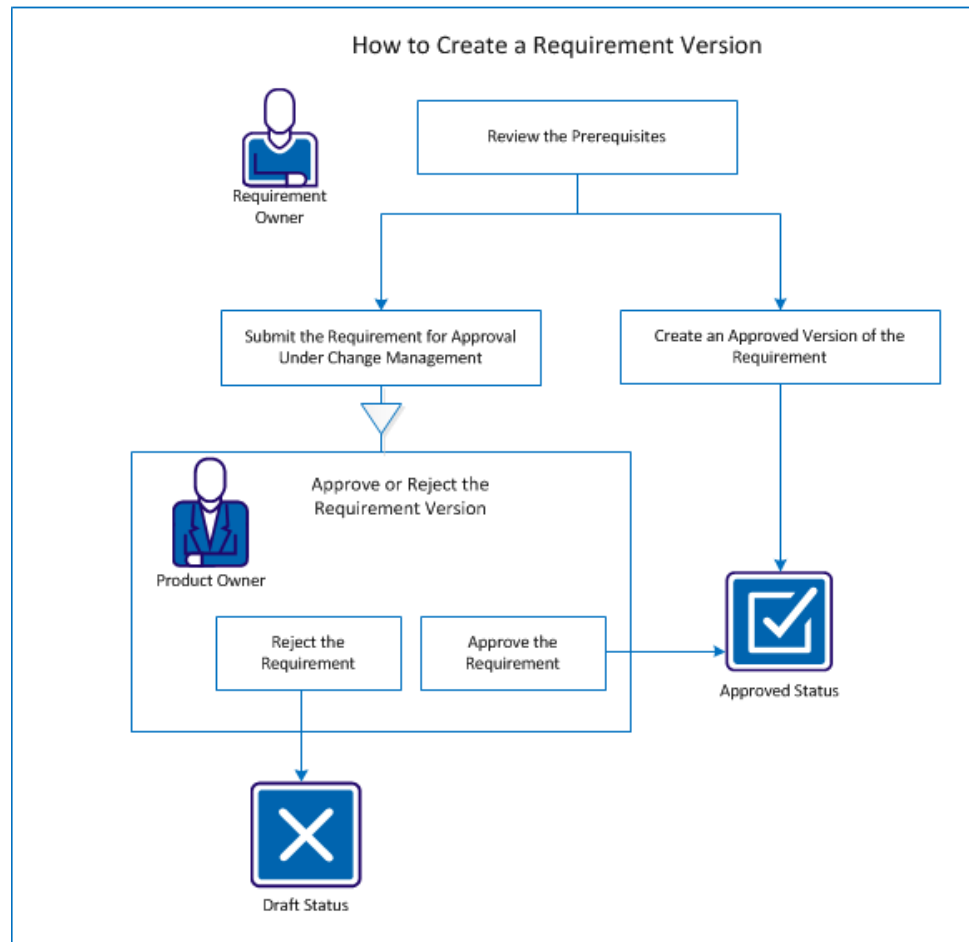 How to Create a Requirement Version
Review the Prerequisites
Requirement
Owner
Submit the Requirement for Approval
Under Change Management
Create an Approved Version of the
Requirement
Approve or Reject the
Requirement Version
Product Owner
Reject the
Requirement
Approve the
Requirement
Approved Status
Draft Status